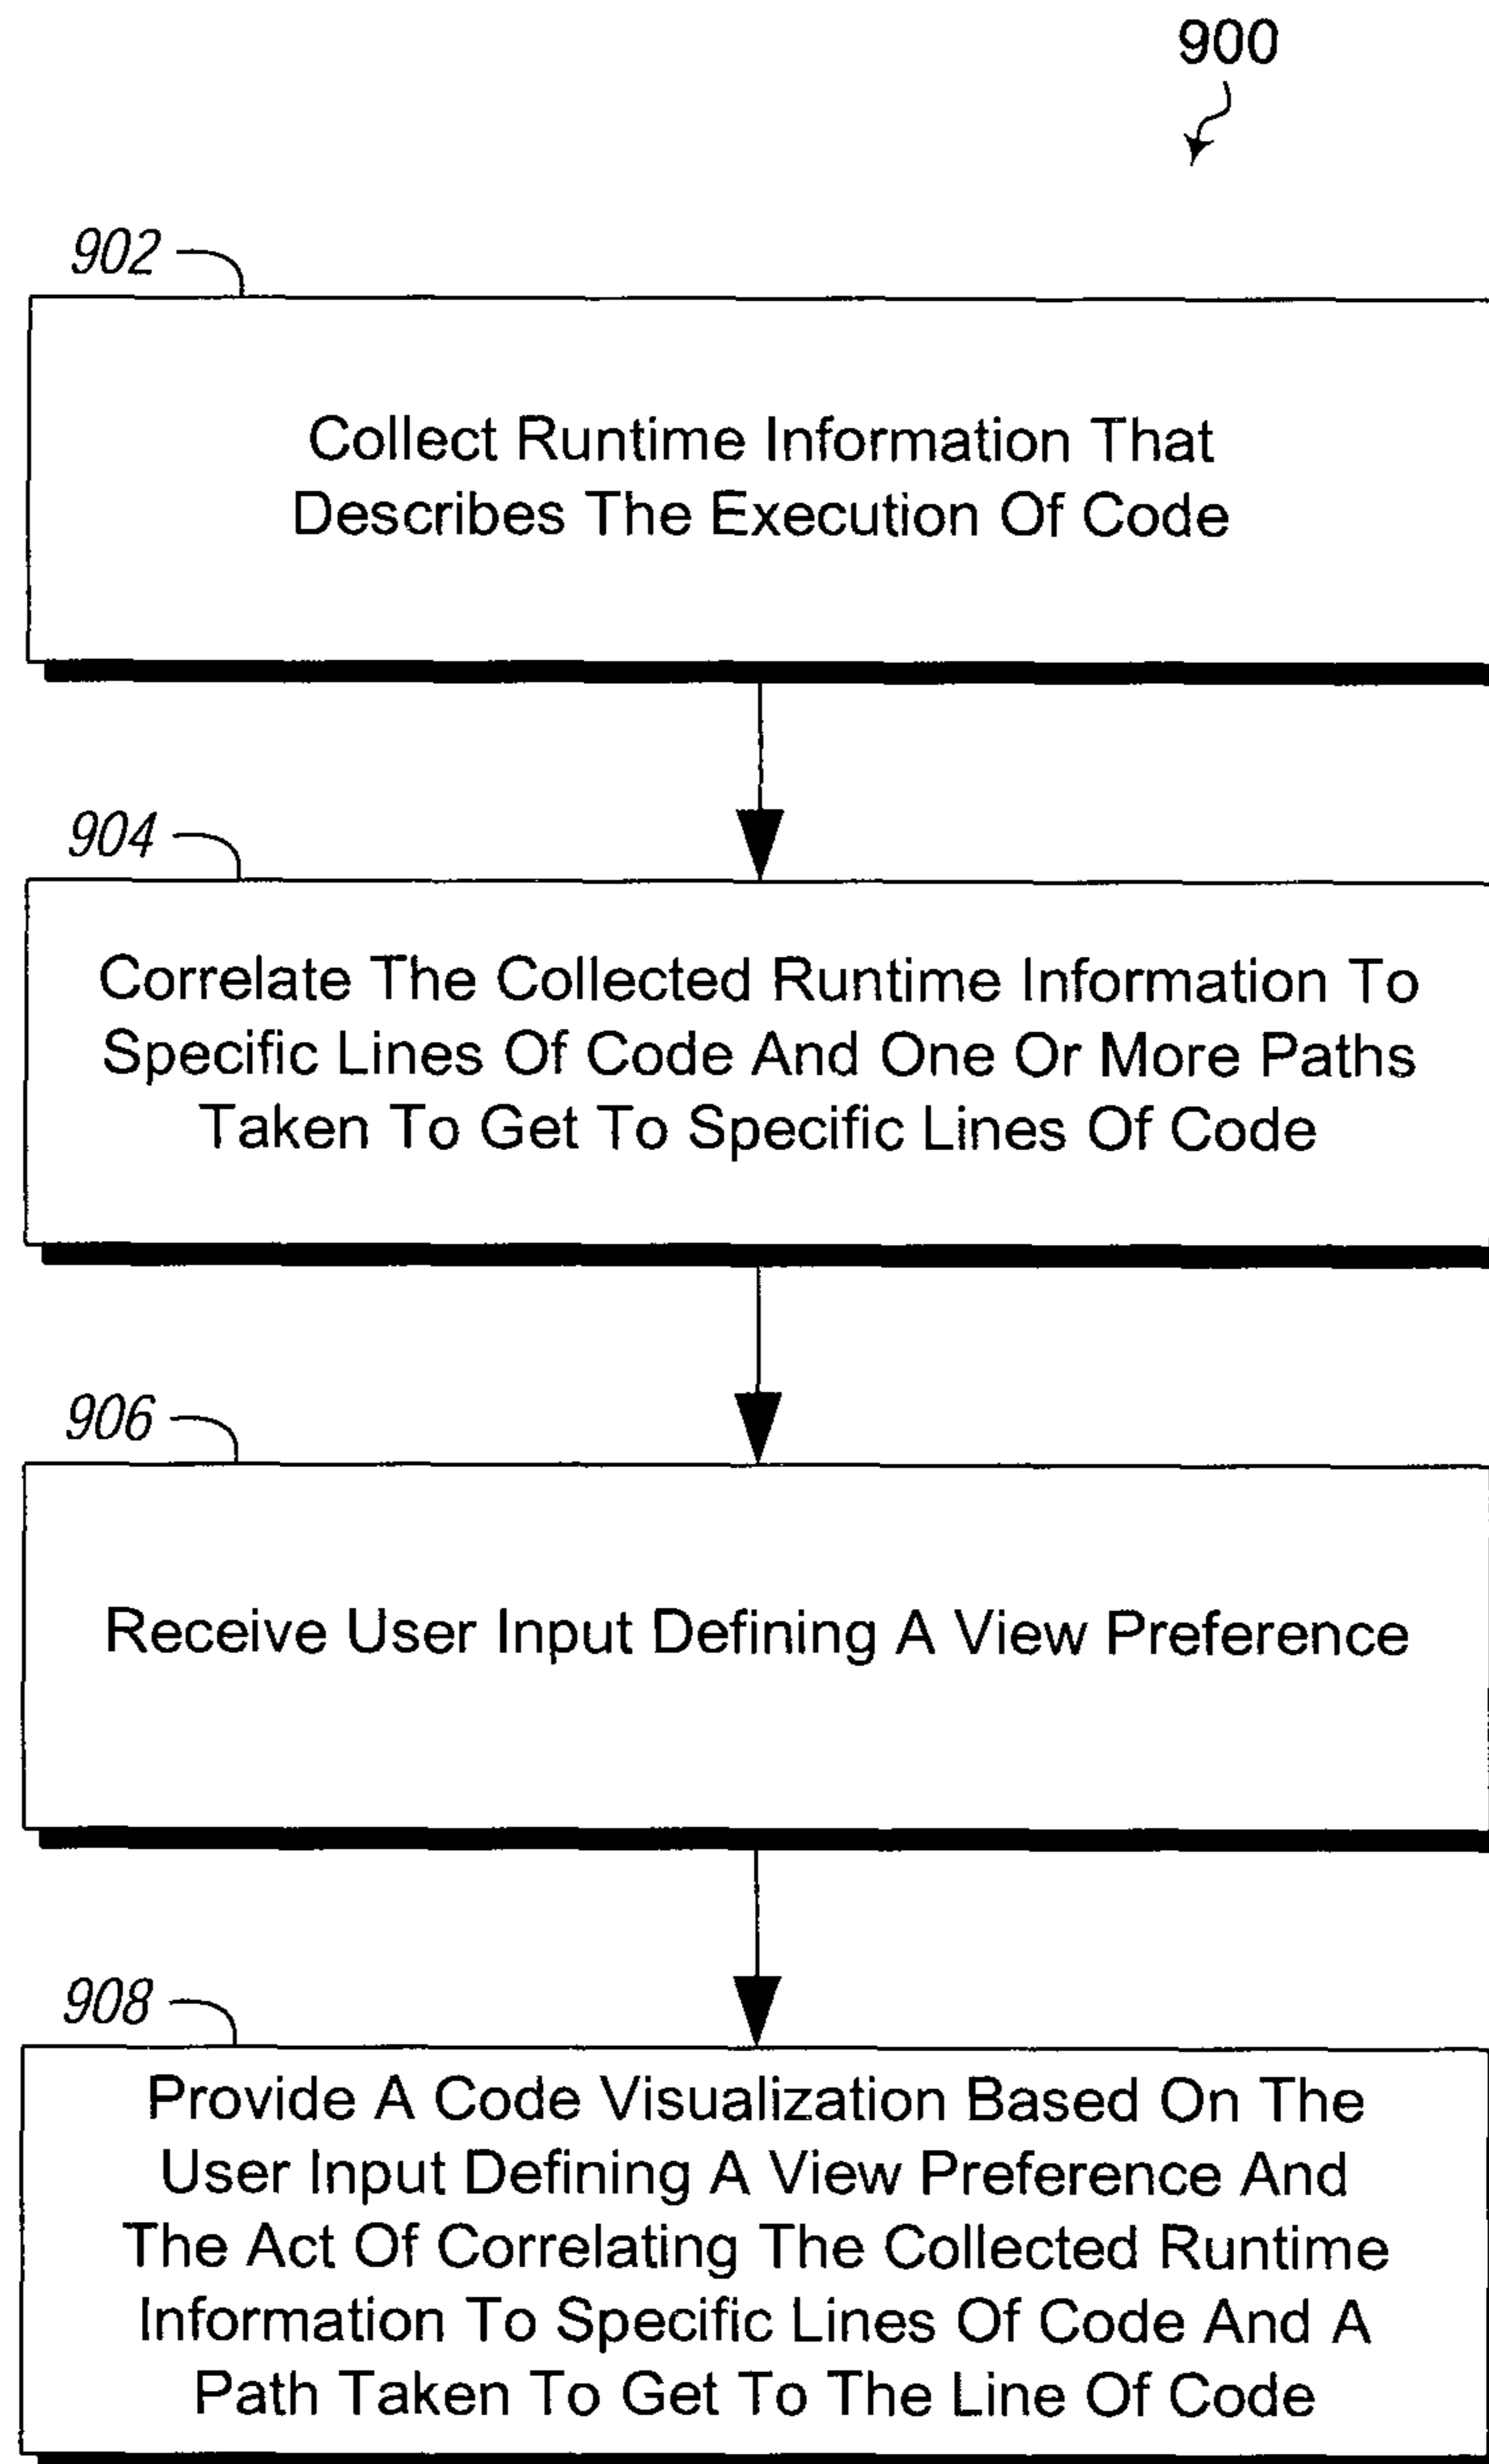 900
902
Collect Runtime Information That
Describes The Execution Of Code
904
Correlate The Collected Runtime Information To
Specific Lines Of Code And One Or More Paths
Taken To Get To Specific Lines Of Code
906
Receive User Input Defining A View Preference
908
Provide A Code Visualization Based On The
User Input Defining A View Preference And
The Act Of Correlating The Collected Runtime
Information To Specific Lines Of Code And A
Path Taken To Get To The Line Of Code